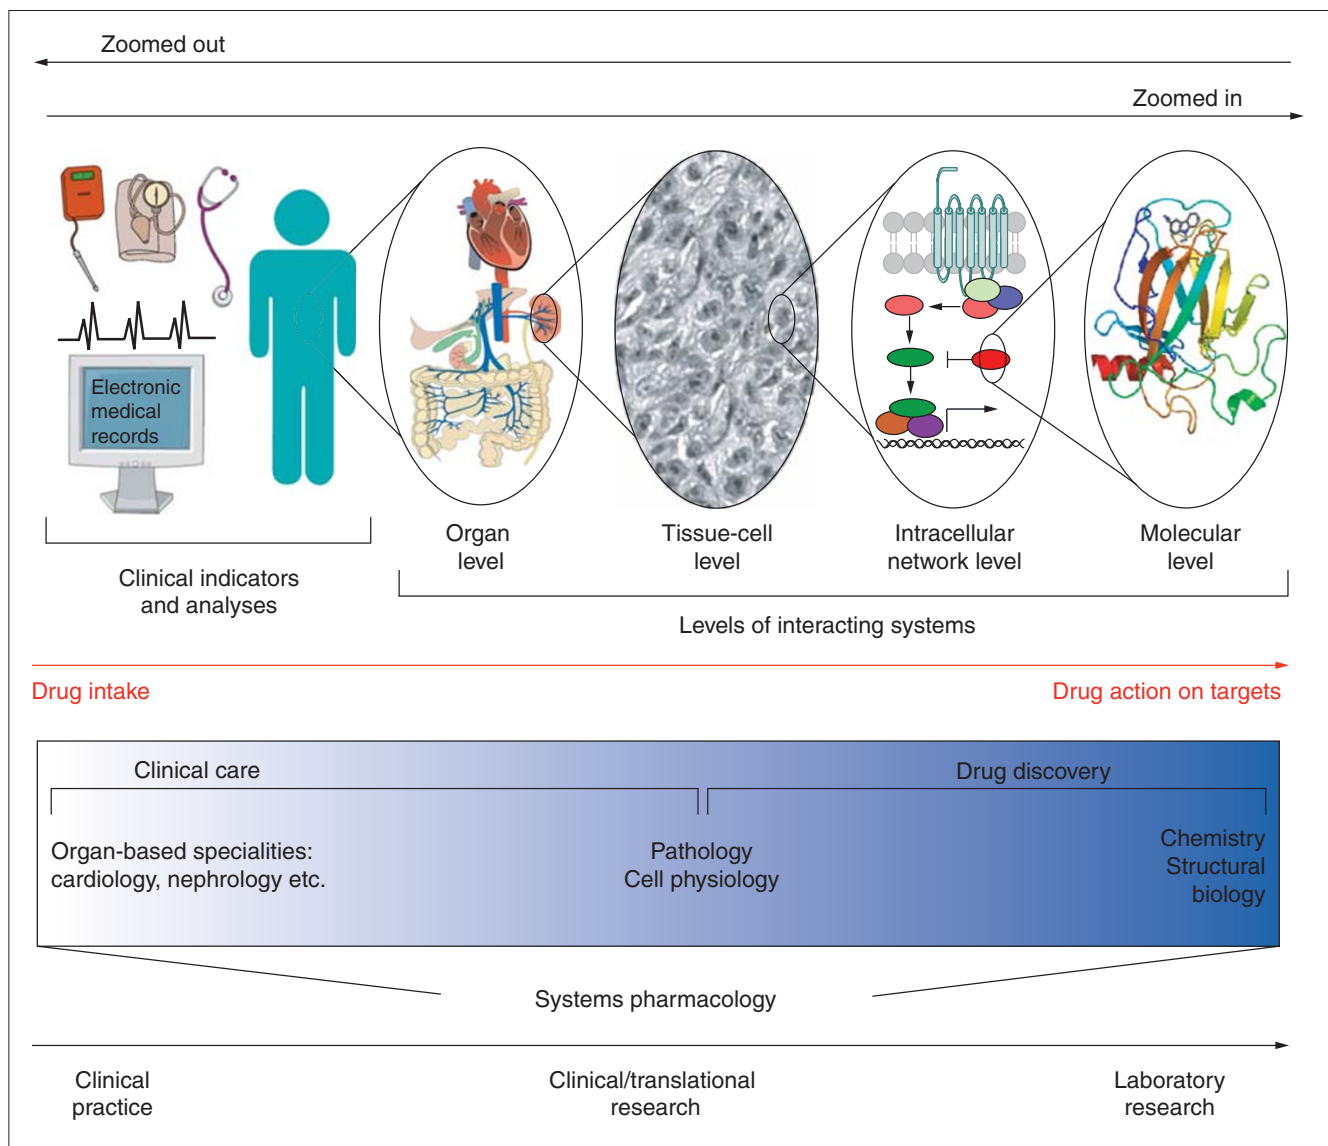 Zoomed out
Zoomed in
Electronic
medical
records
Organ
level
Tissue-cell
level
Intracellular
network level
Molecular
level
Clinical indicators
and analyses
Levels of interacting systems
Drug intake
Drug action on targets
Clinical care
Drug discovery
Organ-based specialities:
cardiology, nephrology etc.
Pathology
Cell physiology
Chemistry
Structural
biology
Systems pharmacology
Clinical
practice
Clinical/translational
research
Laboratory
research